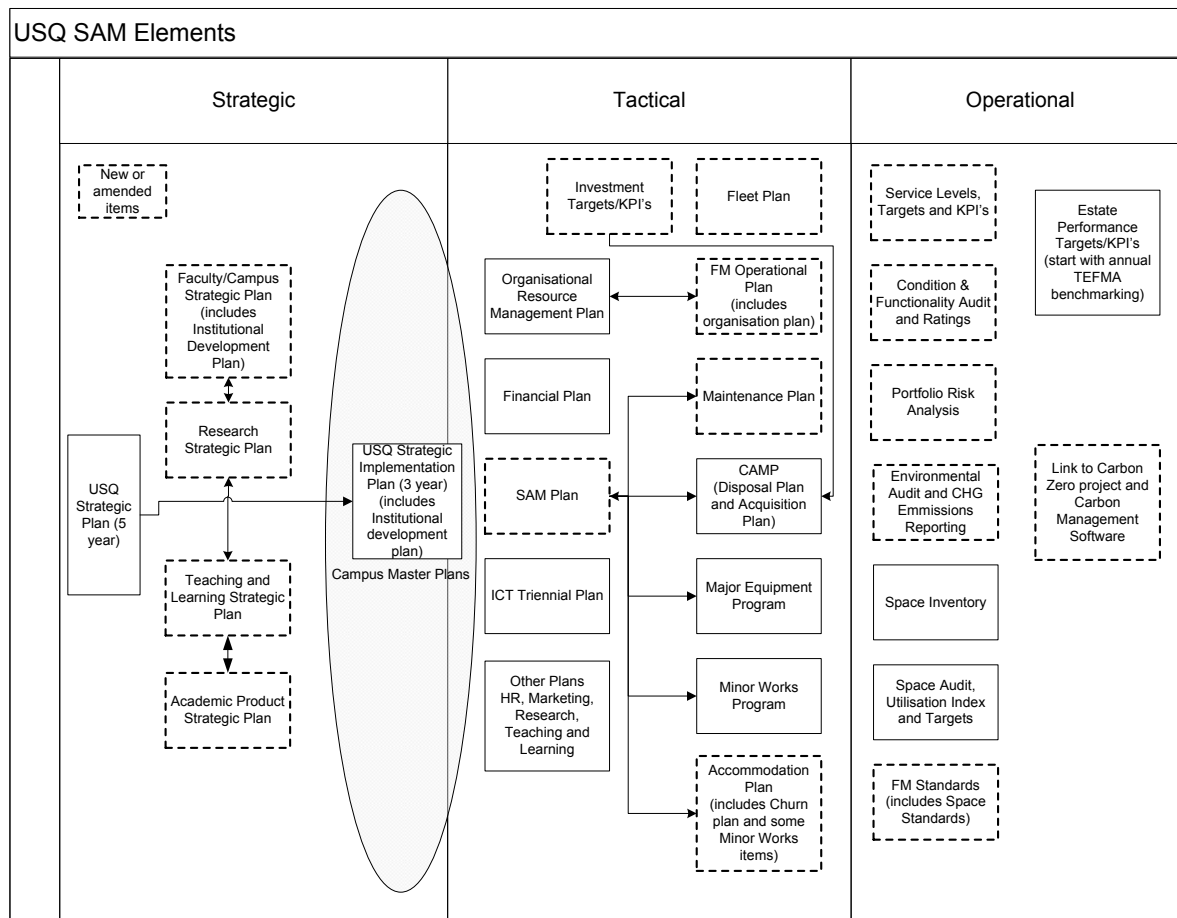 USQ SAM Elements
Strategic
Tactical
Operational
New or
amended
items
Faculty/Campus
Strategic Plan
(includes
Institutional
Development
Plan)
Research
Strategic Plan
USQ
Strategic
Plan (5
year)
Teaching and
Learning Strategic
Plan
Academic Product
Strategic Plan
USQ Strategic
Implementation
Plan (3 year)
(includes
Institutional
development
plan)
Campus Master Plans
Investment
Targets/KPI's
Fleet Plan
Organisational
Resource
Management Plan
FM Operational
Plan
(includes
organisation plan)
Financial Plan
Maintenance Plan
SAM Plan
CAMP
(Disposal Plan
and Acquisition
Plan)
ICT Triennial Plan
Major Equipment
Program
Other Plans
HR, Marketing,
Research,
Teaching and
Learning
Minor Works
Program
Accommodation
Plan
(includes Churn
plan and some
Minor Works
items)
Service Levels,
Targets and KPI's
Estate
Performance
Targets/KPI's
(start with annual
TEFMA
benchmarking)
Condition &
Functionality Audit
and Ratings
Portfolio Risk
Analysis
Environmental
Audit and CHG
Emmissions
Reporting
Link to Carbon
Zero project and
Carbon
Management
Software
Space Inventory
Space Audit,
Utilisation Index
and Targets
FM Standards
(includes Space
Standards)